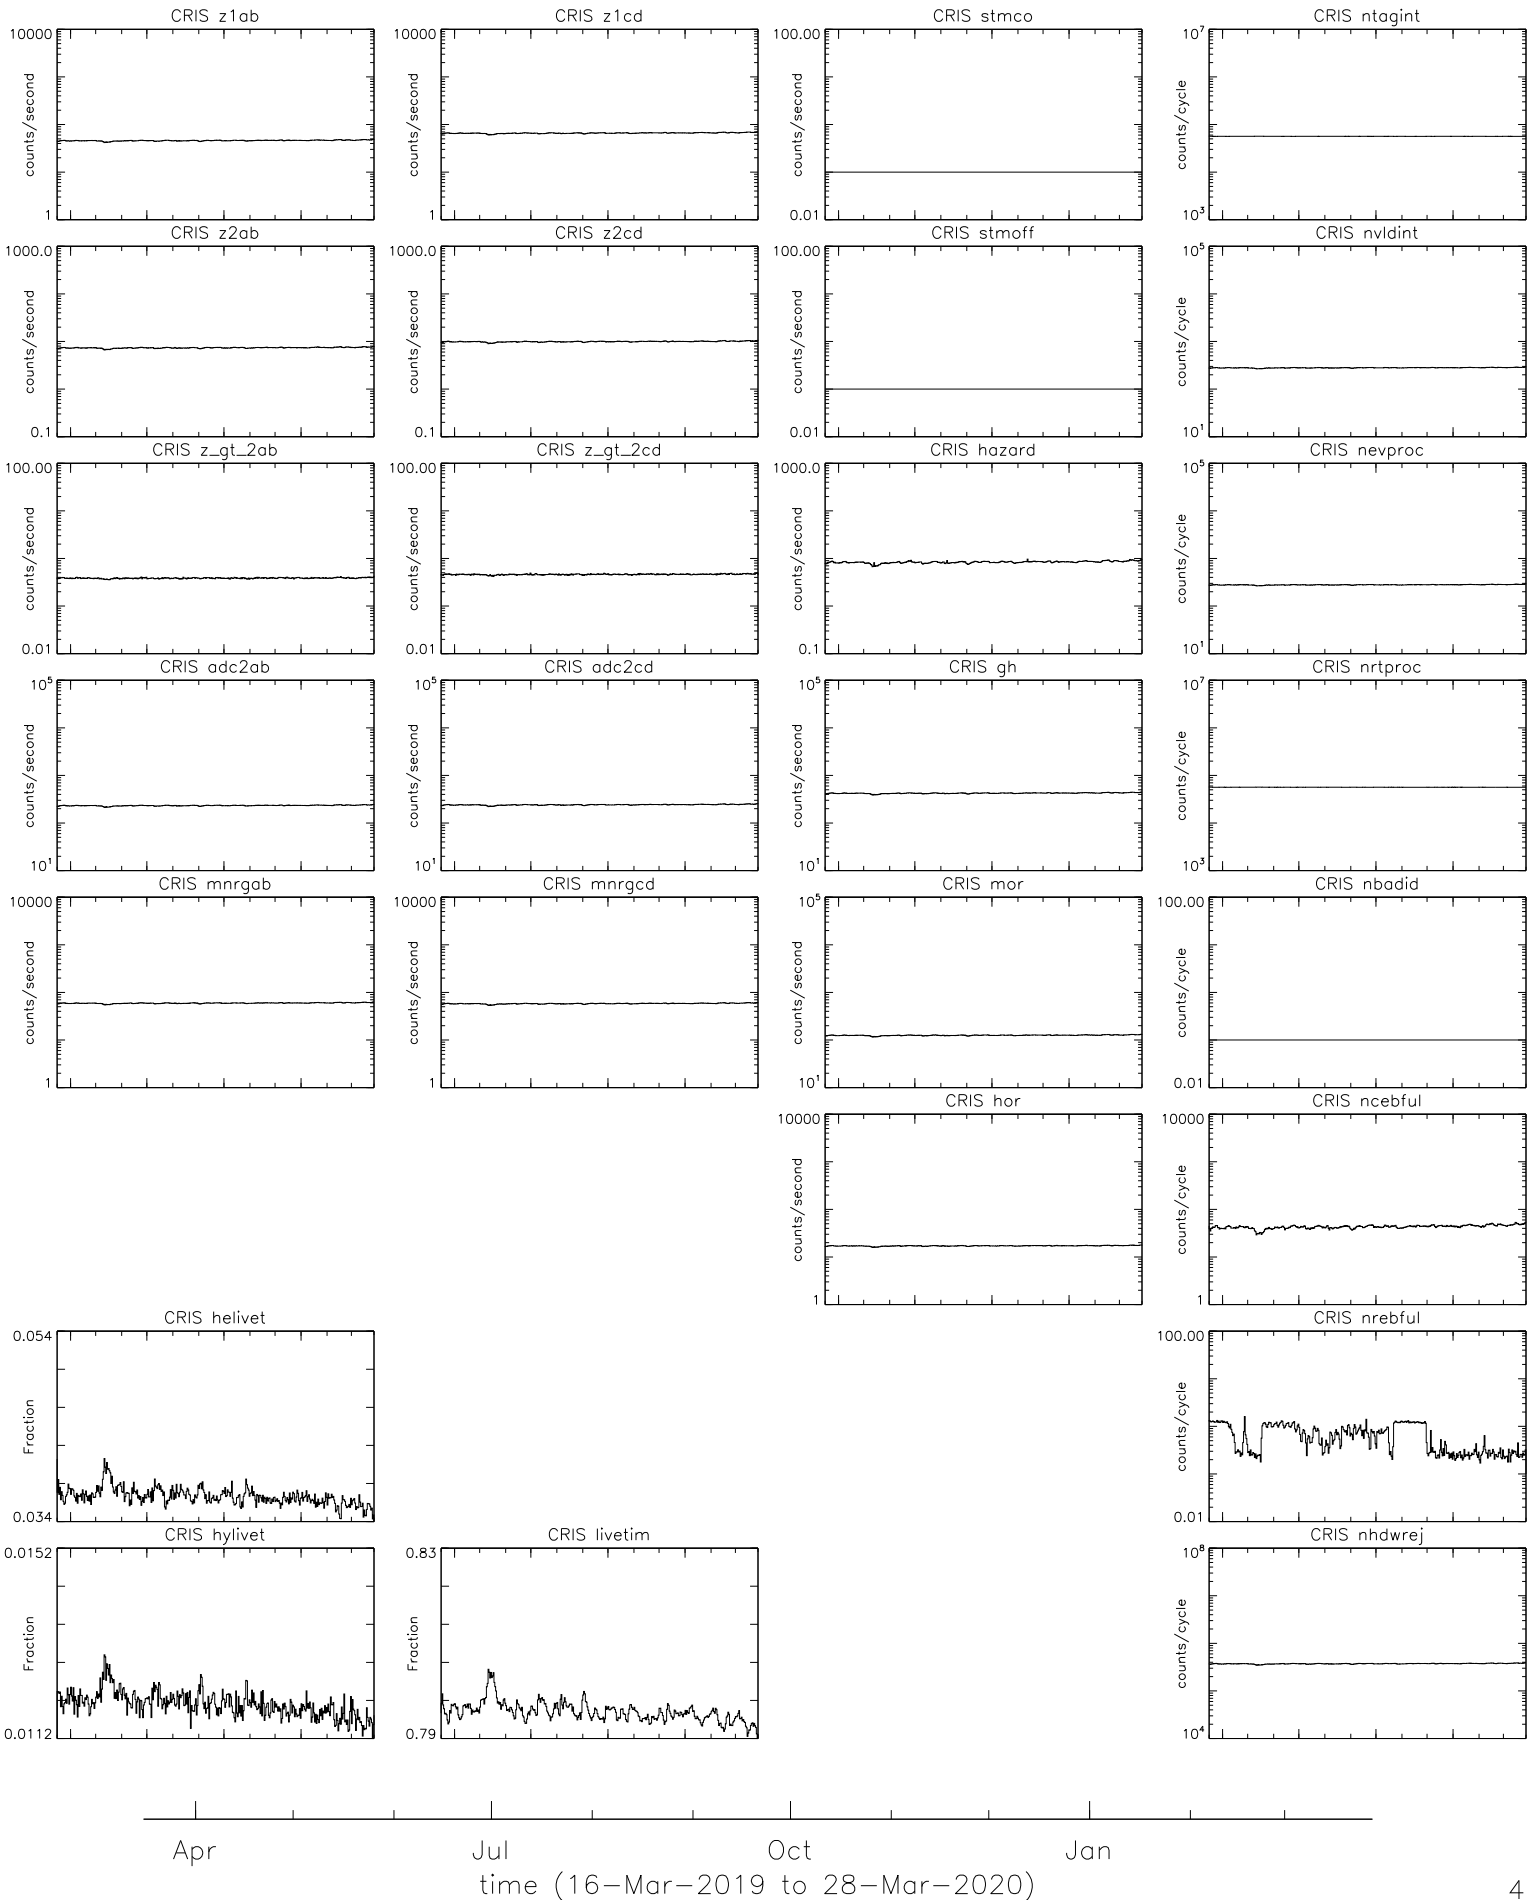 CRIS z1ab
CRIS z1cd
CRIS stmco
CRIS ntagint
10000
counts/second
1
10000
counts/second
1
100.00
counts/second
0.01
10⁷
counts/cycle
10³
CRIS z2ab
CRIS z2cd
CRIS stmoff
CRIS nvldint
1000.0
counts/second
0.1
1000.0
counts/second
0.1
100.00
counts/second
0.01
10⁵
counts/cycle
10¹
CRIS z_gt_2ab
CRIS z_gt_2cd
CRIS hazard
CRIS nevproc
100.00
counts/second
0.01
100.00
counts/second
0.01
1000.0
counts/second
0.1
10⁵
counts/cycle
10¹
CRIS adc2ab
CRIS adc2cd
CRIS gh
CRIS nrtproc
10⁵
counts/second
10¹
10⁵
counts/second
10¹
10⁵
counts/second
10¹
10⁷
counts/cycle
10³
CRIS mnrgab
CRIS mnrgcd
CRIS mor
CRIS nbadid
10000
counts/second
1
10000
counts/second
1
10⁵
counts/second
10¹
100.00
counts/cycle
0.01
CRIS hor
CRIS ncebful
10000
counts/second
1
10000
counts/cycle
1
CRIS helivet
CRIS nrebful
0.054
Fraction
0.034
100.00
counts/cycle
0.01
CRIS hylivet
CRIS livetim
CRIS nhdwrej
0.0152
Fraction
0.0112
0.83
Fraction
0.79
10⁸
counts/cycle
10⁴
Apr
Jul
Oct
Jan
time (16-Mar-2019 to 28-Mar-2020)
4